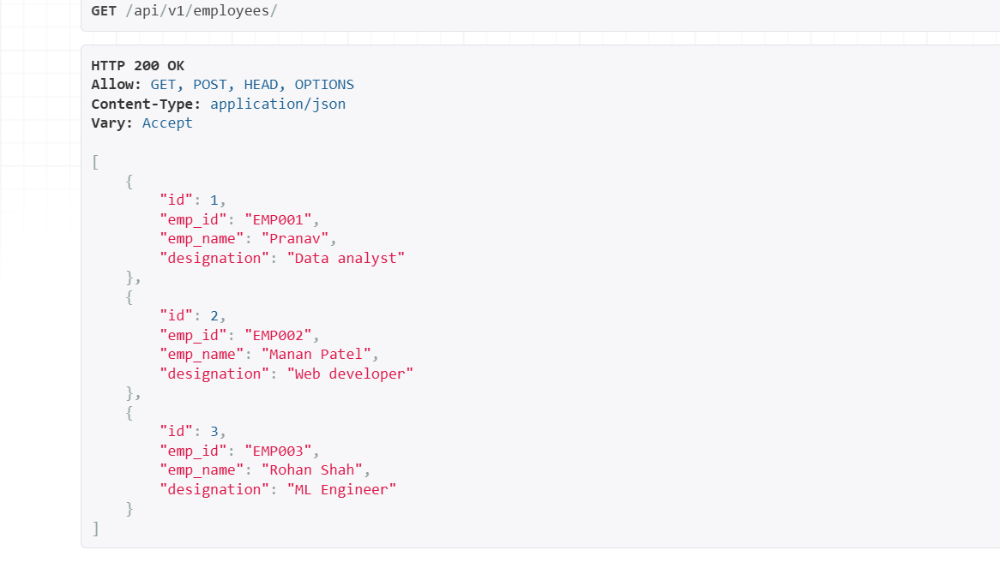 GET /api/v1/employees/
HTTP 200 OK
Allow: GET, POST, HEAD, OPTIONS
Content-Type: application/json
Vary: Accept
[
    {
        "id": 1,
        "emp_id": "EMP001",
        "emp_name": "Pranav",
        "designation": "Data analyst"
    },
    {
        "id": 2,
        "emp_id": "EMP002",
        "emp_name": "Manan Patel",
        "designation": "Web developer"
    },
    {
        "id": 3,
        "emp_id": "EMP003",
        "emp_name": "Rohan Shah",
        "designation": "ML Engineer"
    }
]